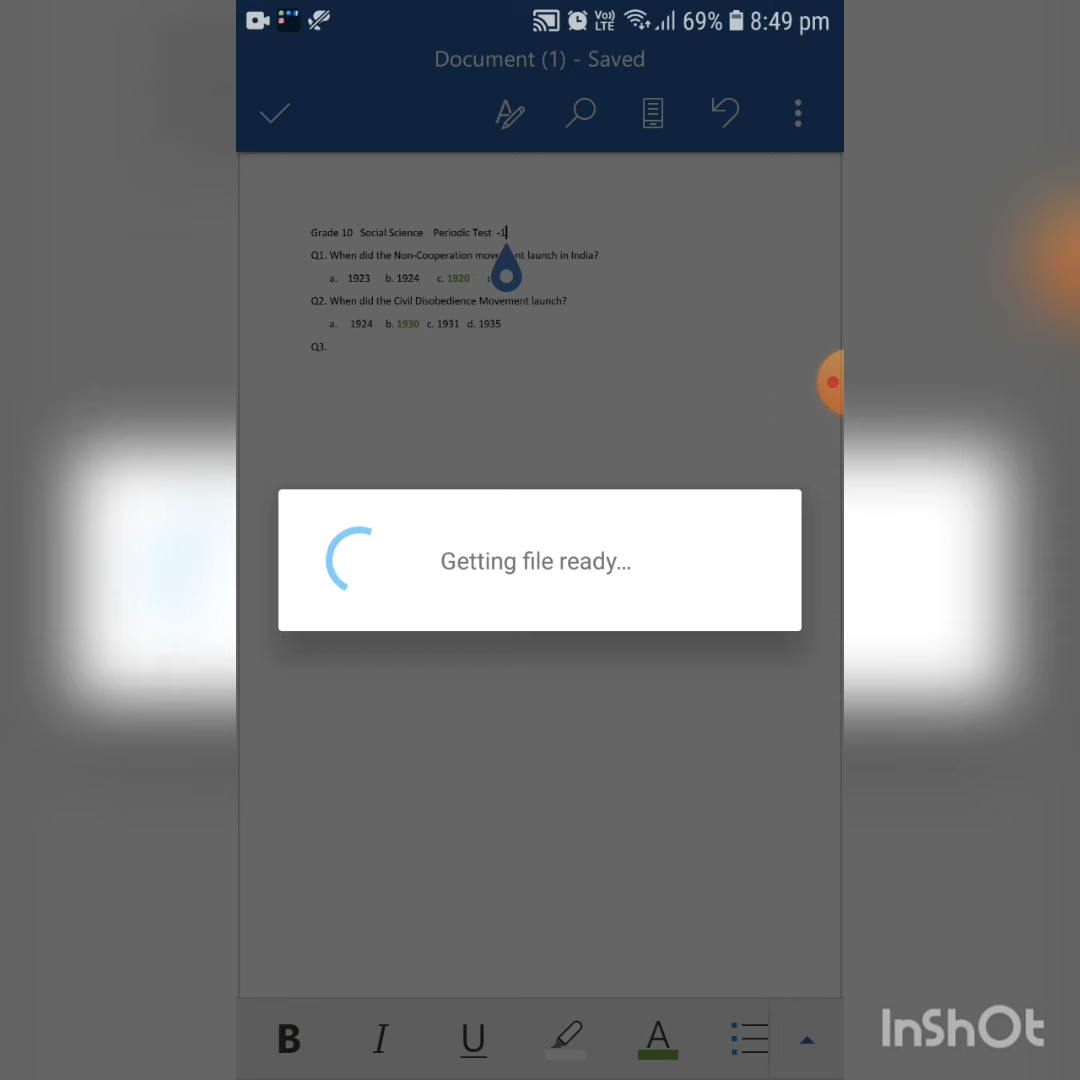 Vo)) LTE 69% 8:49 pm
Document (1) - Saved
Grade 10 Social Science Periodic Test -1
Q1. When did the Non-Cooperation launch in India?
a. 1923 b. 1924 c. 1920
Q2. When did the Civil Disobedience Movement launch?
a. 1924 b. 1930 c. 1931 d. 1935
Q3.
Getting file ready...
B I U A
InShOt